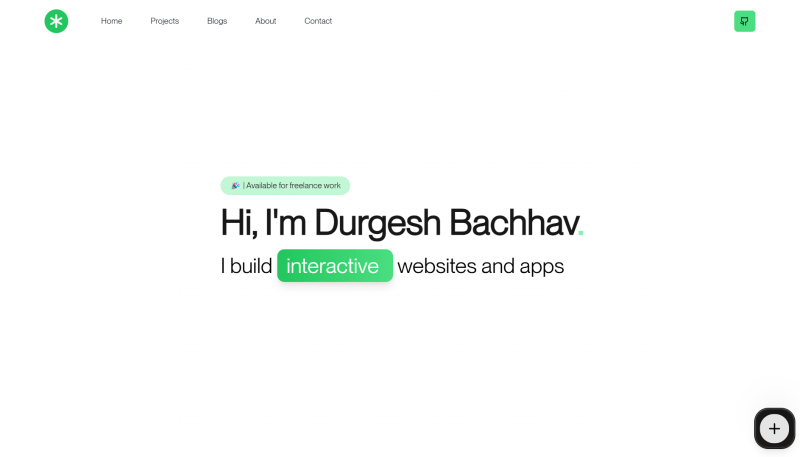 Home Projects Blogs About Contact
🎉 | Available for freelance work
Hi, I'm Durgesh Bachhav.
I build interactive websites and apps